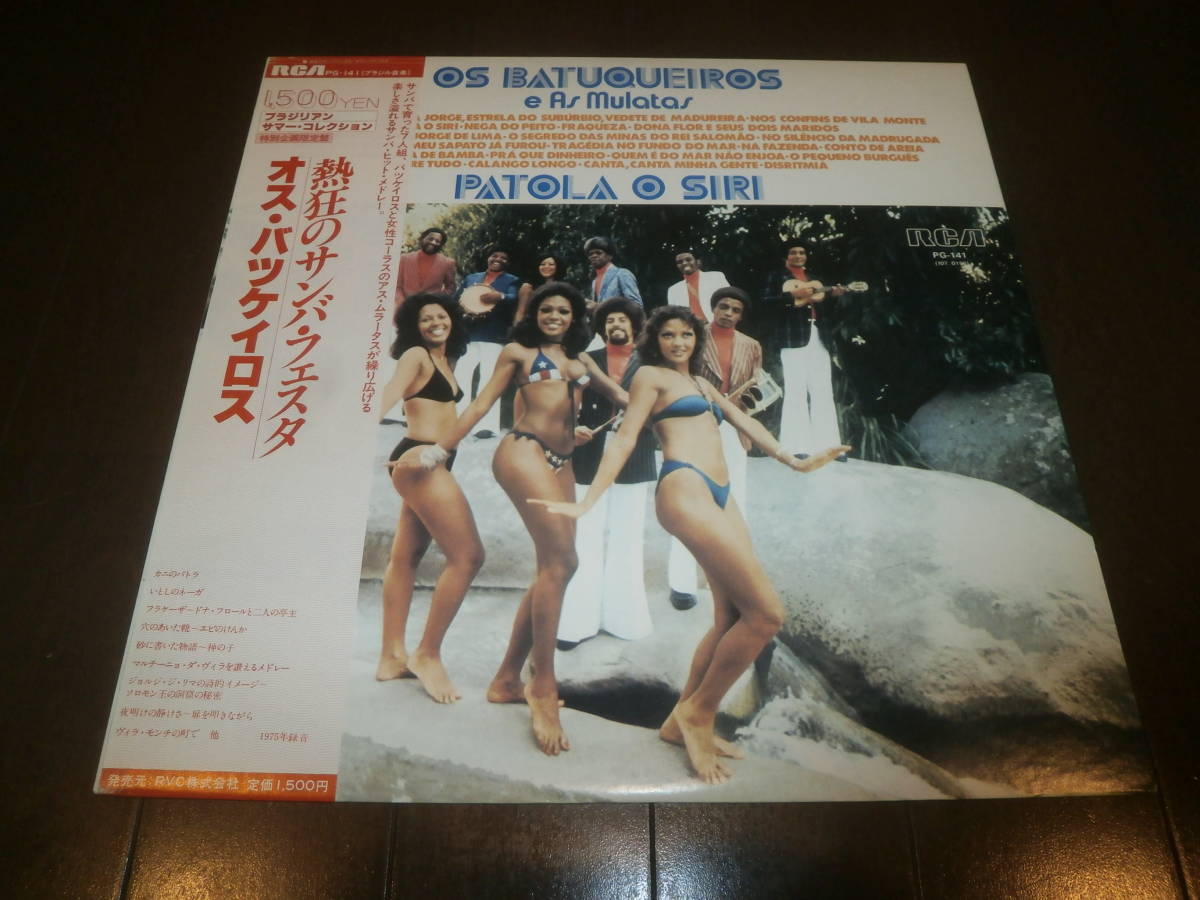 RCA PG-141[ブラジル音楽]
1,500YEN
ブラジリアン
サマー・コレクション
特別企画限定盤
サンバで育った7人組、バツケイロスと女性コーラスのアス・ムラータスが繰り広げる
楽しさ溢れるサンバ・ヒット・メドレー。
熱狂のサンバ・フェスタ
オス・バツケイロス
カニのパトラ
いとしのネーガ
フラケーザ−ドナ・フロールと二人の亭主
穴のあいた靴−エビのけんか
砂に書いた物語−神の子
マルチーニョ・ダ・ヴィラを讃えるメドレー
ジョルジ・ジ・リマの詩的イメージ−
ソロモン王の洞窟の秘密
夜明けの静けさ−扉を叩きながら
ヴィラ・モンチの町で 他 1975年録音
発売元:RVC株式会社 定価1,500円
OS BATUQUEIROS
e As Mulatas
JORGE, ESTRELA DO SUBÚRBIO, VEDETE DE MADUREIRA·NOS CONFINS DE VILA MONTE
O SIRI·NEGA DO PEITO·FRAQUEZA·DONA FLOR E SEUS DOIS MARIDOS
JORGE DE LIMA·O SEGREDO DAS MINAS DO REI SALOMÃO·NO SILÊNCIO DA MADRUGADA
MEU SAPATO JÁ FUROU·TRAGÉDIA NO FUNDO DO MAR·NA FAZENDA·CONTO DE AREIA
DE BAMBA·PRÁ QUE DINHEIRO·QUEM É DO MAR NÃO ENJOA·O PEQUENO BURGUÊS
RE TUDO·CALANGO LONGO·CANTA, CANTA MINHA GENTE·DISRITMIA
PATOLA O SIRI
RCA
PG-141